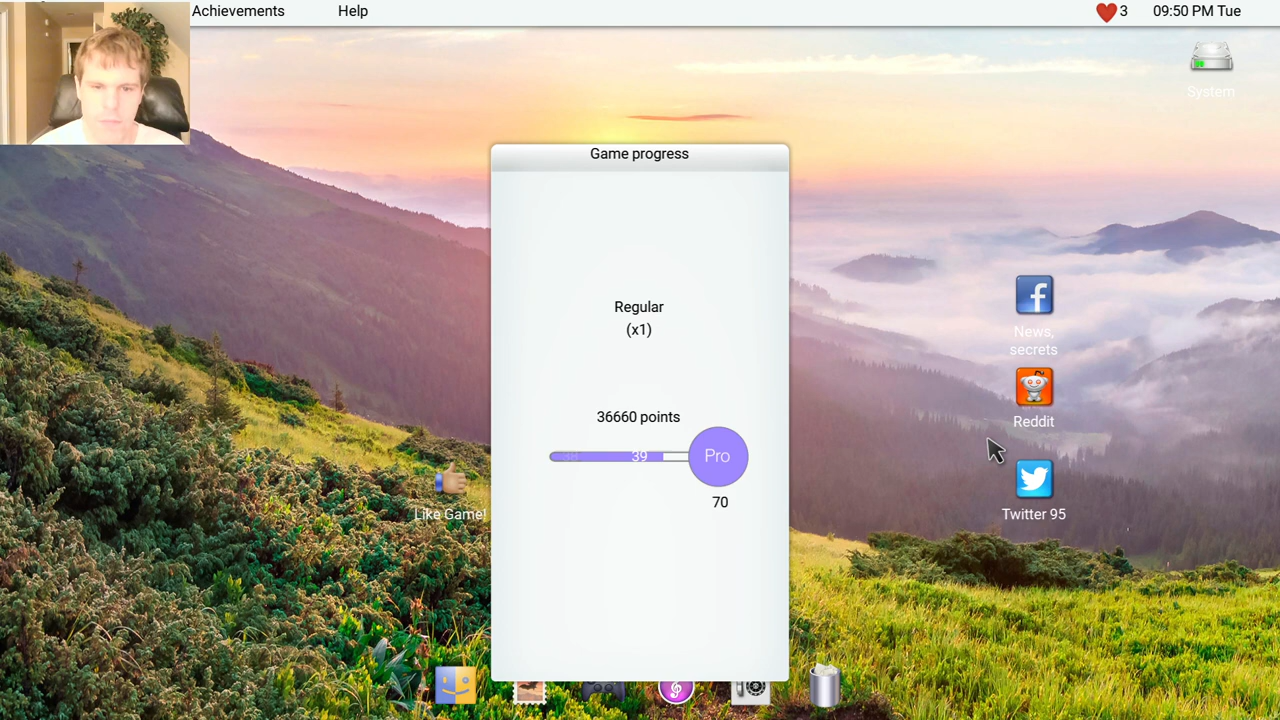 Achievements
Help
3
09:50 PM Tue
System
Game progress
Regular
(x1)
36660 points
39
Pro
70
News,
secrets
Reddit
Twitter 95
Like Game!